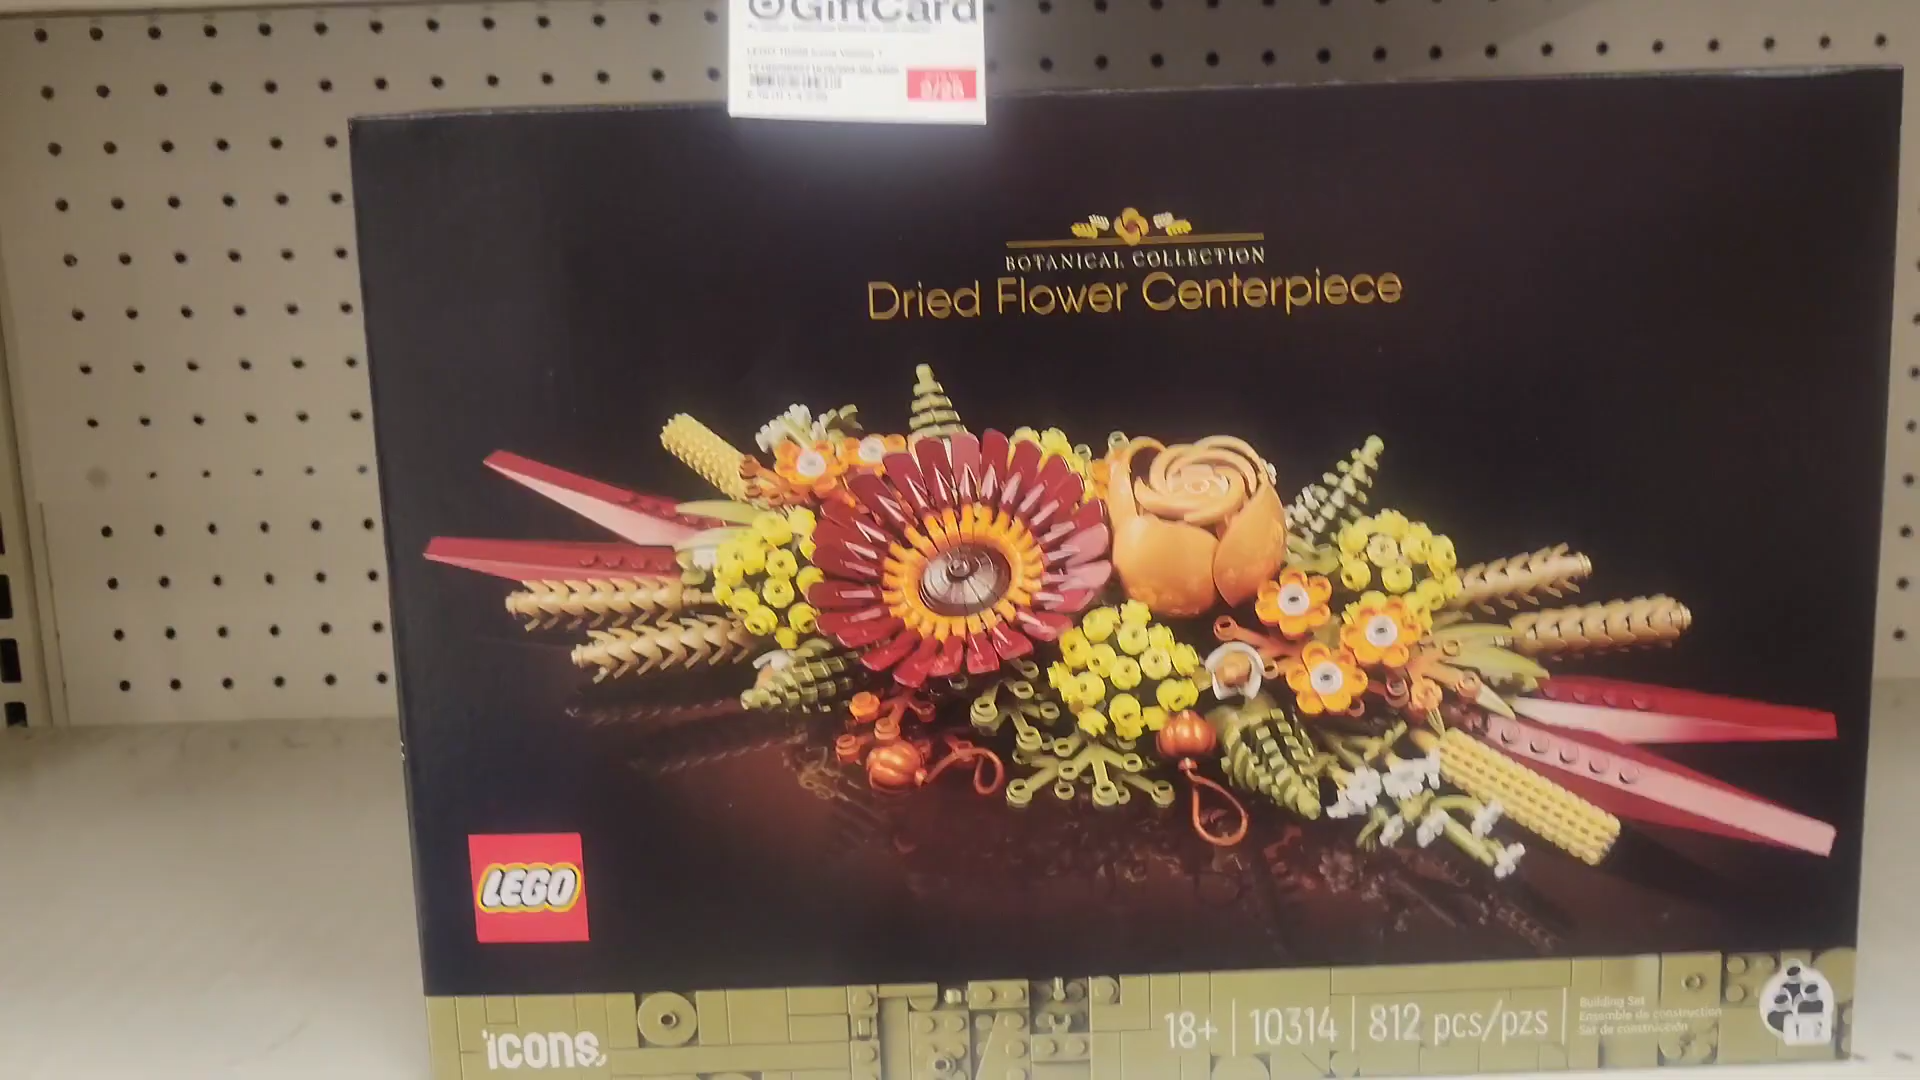 GiftCard
BOTANICAL COLLECTION
Dried Flower Centerpiece
LEGO
icons
18+ | 10314 | 812 pcs/pzs
Building Set
Ensemble de construction
Set de construcción